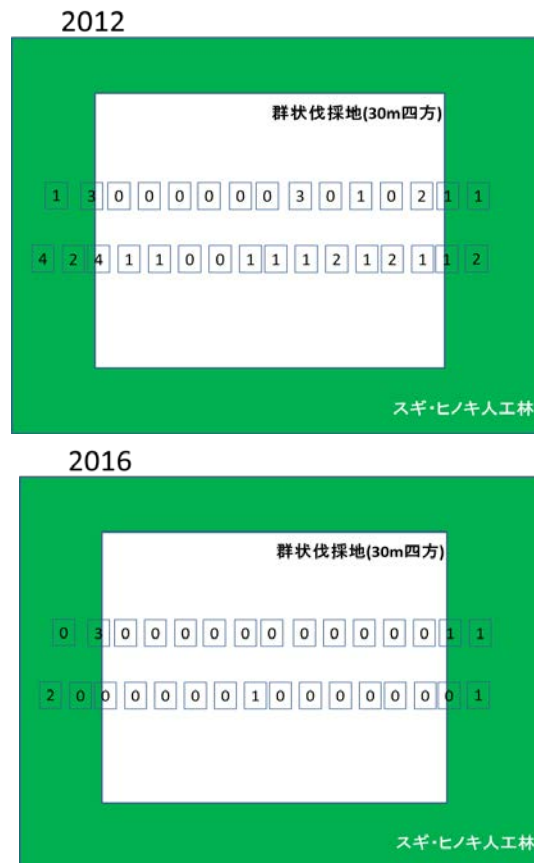 2012
群状伐採地(30m四方)
1 3 0 0 0 0 0 0 3 0 1 0 2 1 1
4 2 4 1 1 0 0 1 1 1 2 1 2 1 1 2
スギ・ヒノキ人工林
2016
群状伐採地(30m四方)
0 3 0 0 0 0 0 0 0 0 0 0 0 1 1
2 0 0 0 0 0 0 1 0 0 0 0 0 0 0 1
スギ・ヒノキ人工林